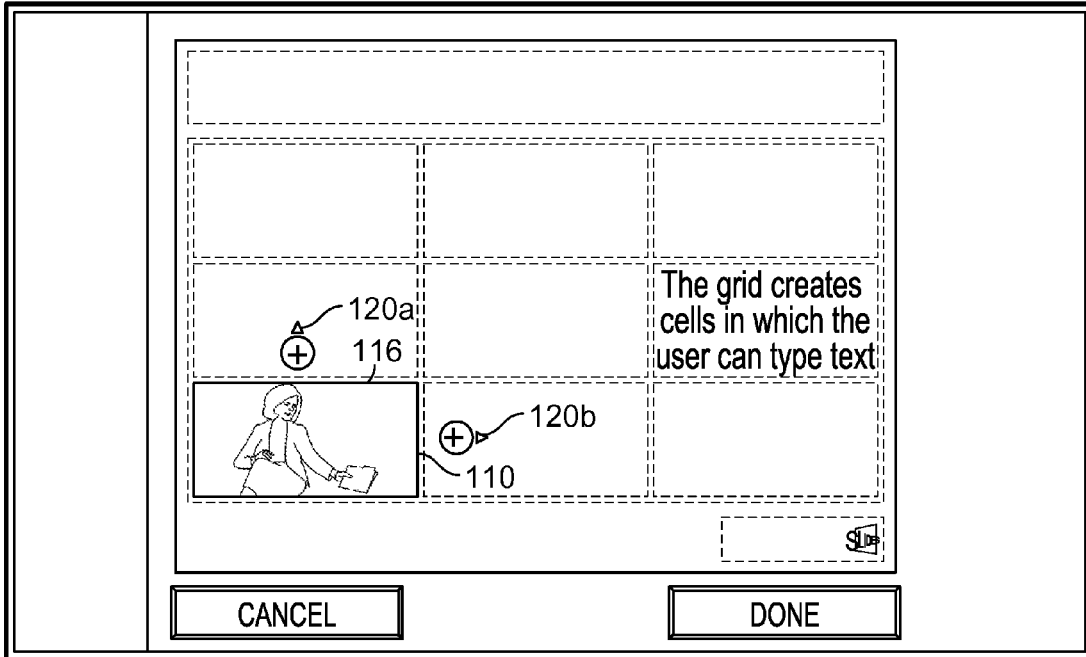 The grid creates
cells in which the
user can type text
120a
116
120b
110
CANCEL
DONE